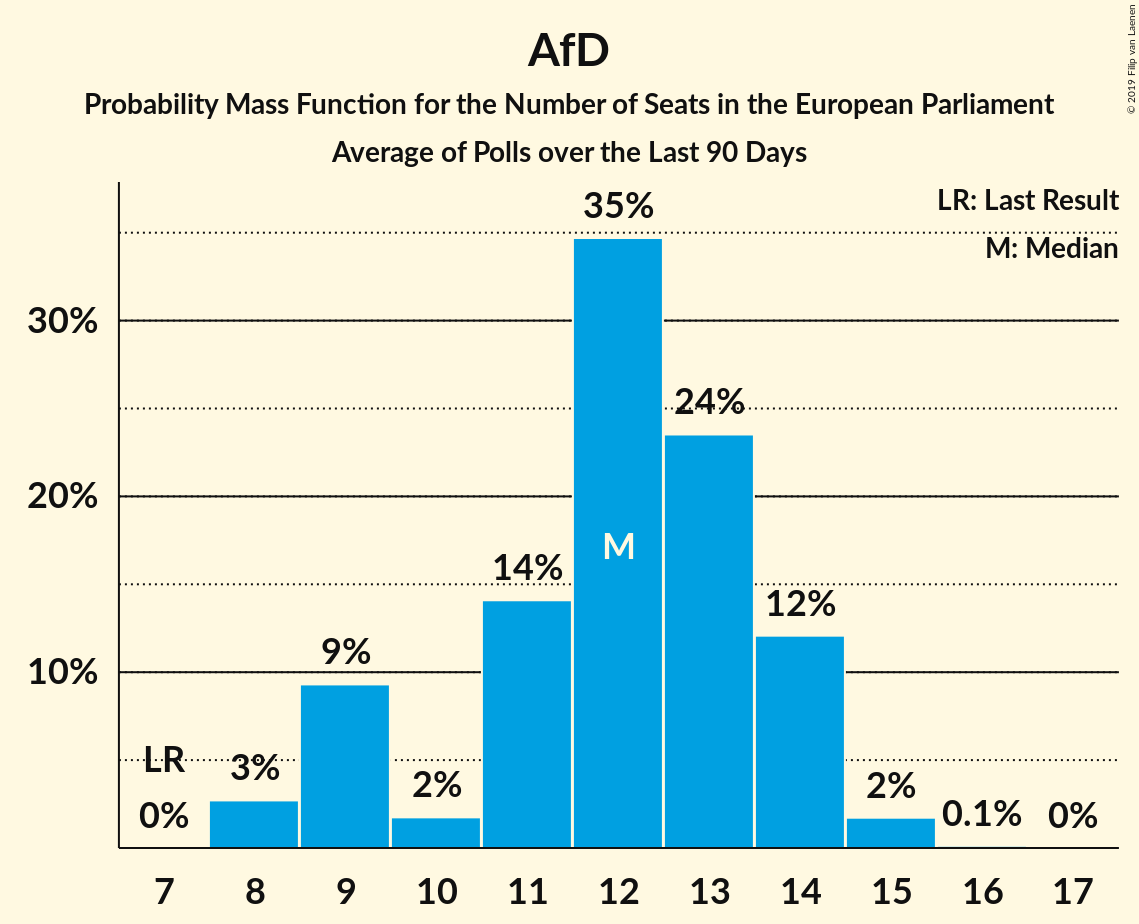 AfD
Probability Mass Function for the Number of Seats in the European Parliament
Average of Polls over the Last 90 Days
© 2019 Filip van Laenen
LR: Last Result
M: Median
30%
20%
10%
LR
0%
3%
9%
2%
14%
35%
M
24%
12%
2%
0.1%
0%
7 8 9 10 11 12 13 14 15 16 17